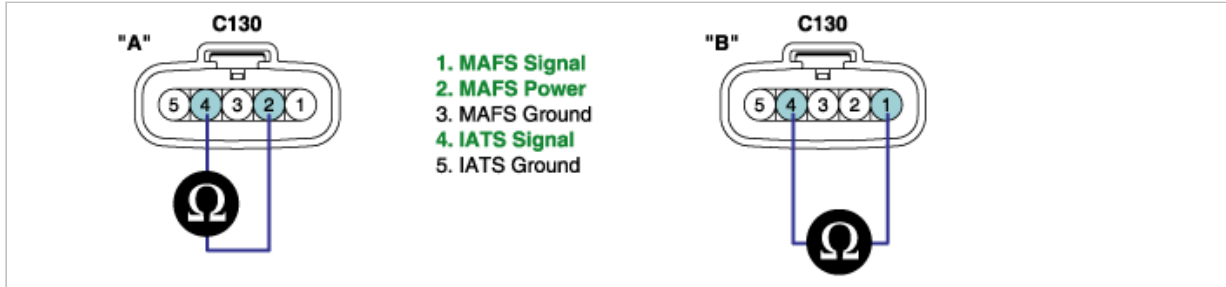 C130
"A"
5 4 3 2 1
Ω
1. MAFS Signal
2. MAFS Power
3. MAFS Ground
4. IATS Signal
5. IATS Ground
C130
"B"
5 4 3 2 1
Ω